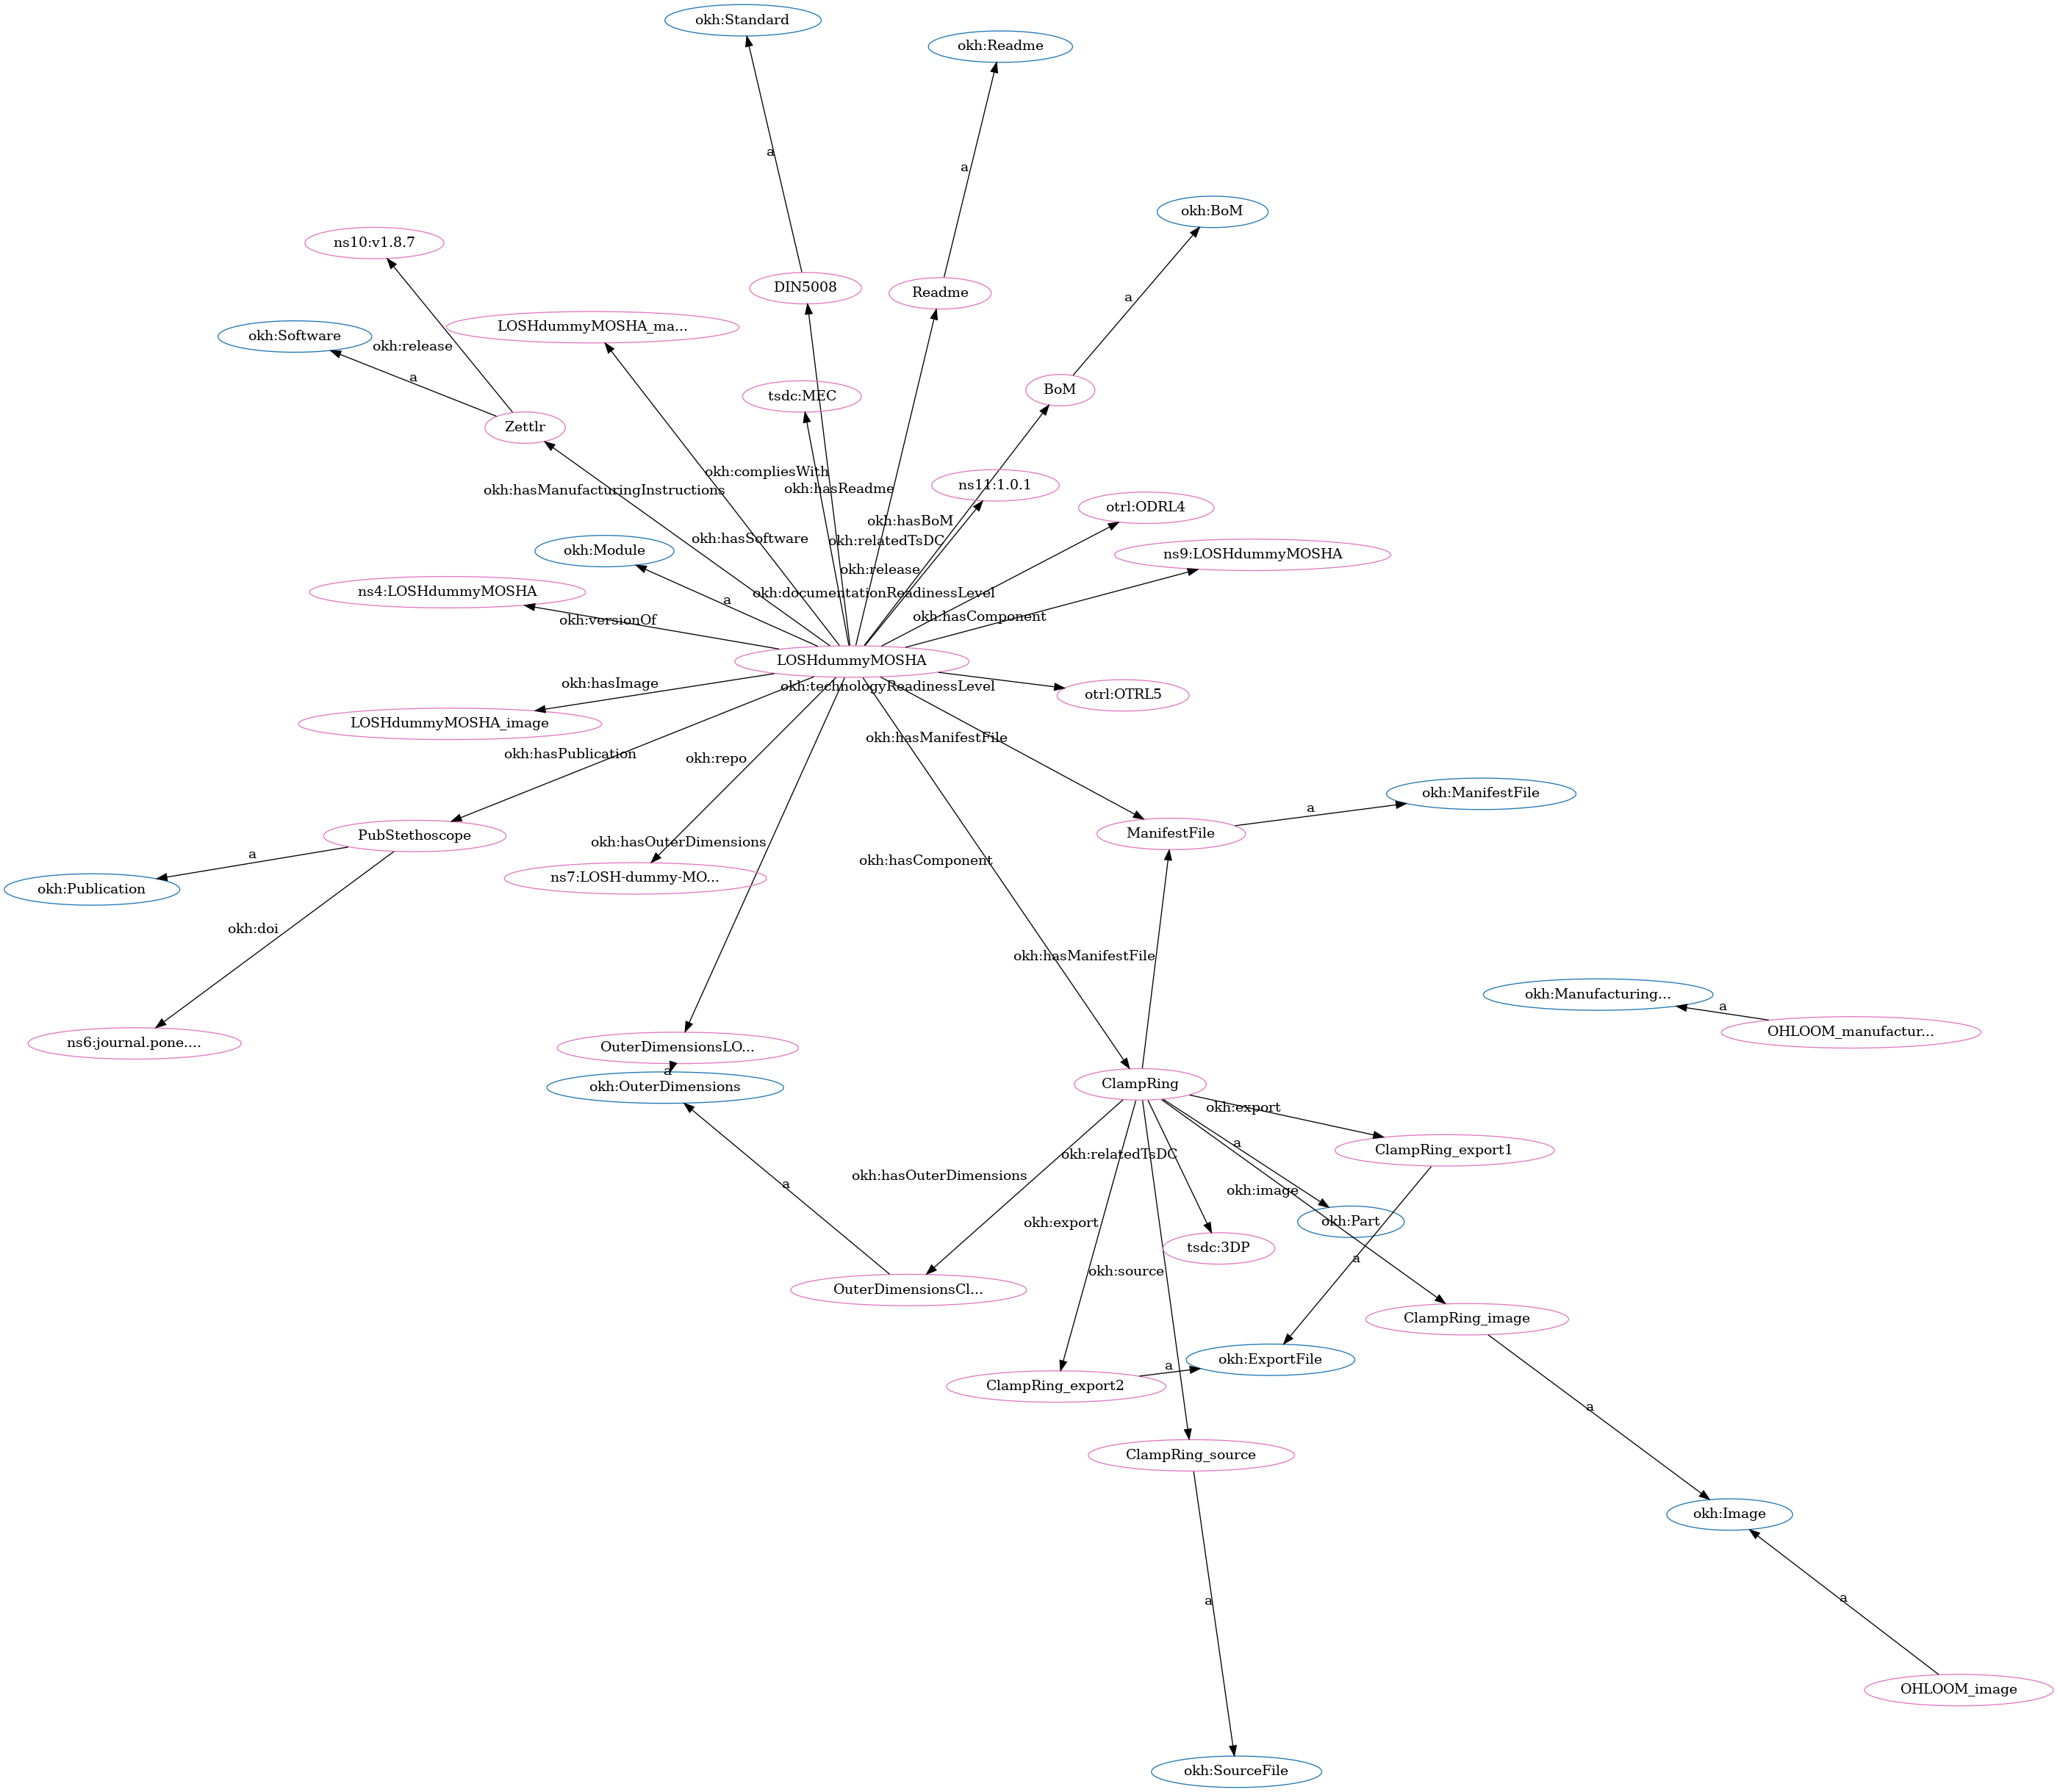 okh:Standard
okh:Readme
a
a
okh:BoM
ns10:v1.8.7
DIN5008
Readme
a
LOSHdummyMOSHA_ma...
okh:Software
okh:release
a
tsdc:MEC
BoM
Zettlr
okh:compliesWith
okh:hasManufacturingInstructions
okh:hasReadme
ns11:1.0.1
otrl:ODRL4
okh:hasBoM
okh:hasSoftware
okh:relatedTsDC
okh:Module
ns9:LOSHdummyMOSHA
okh:release
ns4:LOSHdummyMOSHA
a
okh:documentationReadinessLevel
okh:versionOf
okh:hasComponent
LOSHdummyMOSHA
okh:hasImage
okh:technologyReadinessLevel
otrl:OTRL5
LOSHdummyMOSHA_image
okh:hasPublication
okh:repo
okh:hasManifestFile
okh:ManifestFile
a
PubStethoscope
ManifestFile
okh:hasOuterDimensions
a
okh:hasComponent
okh:Publication
ns7:LOSH-dummy-MO...
okh:doi
okh:hasManifestFile
okh:Manufacturing...
a
OHLOOM_manufactur...
ns6:journal.pone....
OuterDimensionsLO...
a
okh:OuterDimensions
ClampRing
okh:export
a
ClampRing_export1
okh:relatedTsDC
okh:hasOuterDimensions
a
okh:image
okh:export
okh:Part
tsdc:3DP
a
okh:source
OuterDimensionsCl...
ClampRing_image
okh:ExportFile
a
ClampRing_export2
a
ClampRing_source
okh:Image
a
a
OHLOOM_image
okh:SourceFile